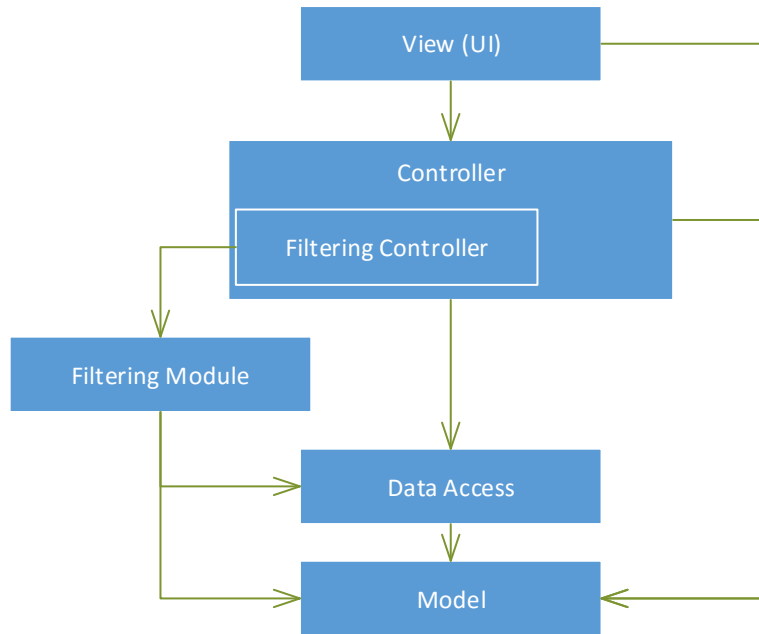 View (UI)
Controller
Filtering Controller
Filtering Module
Data Access
Model